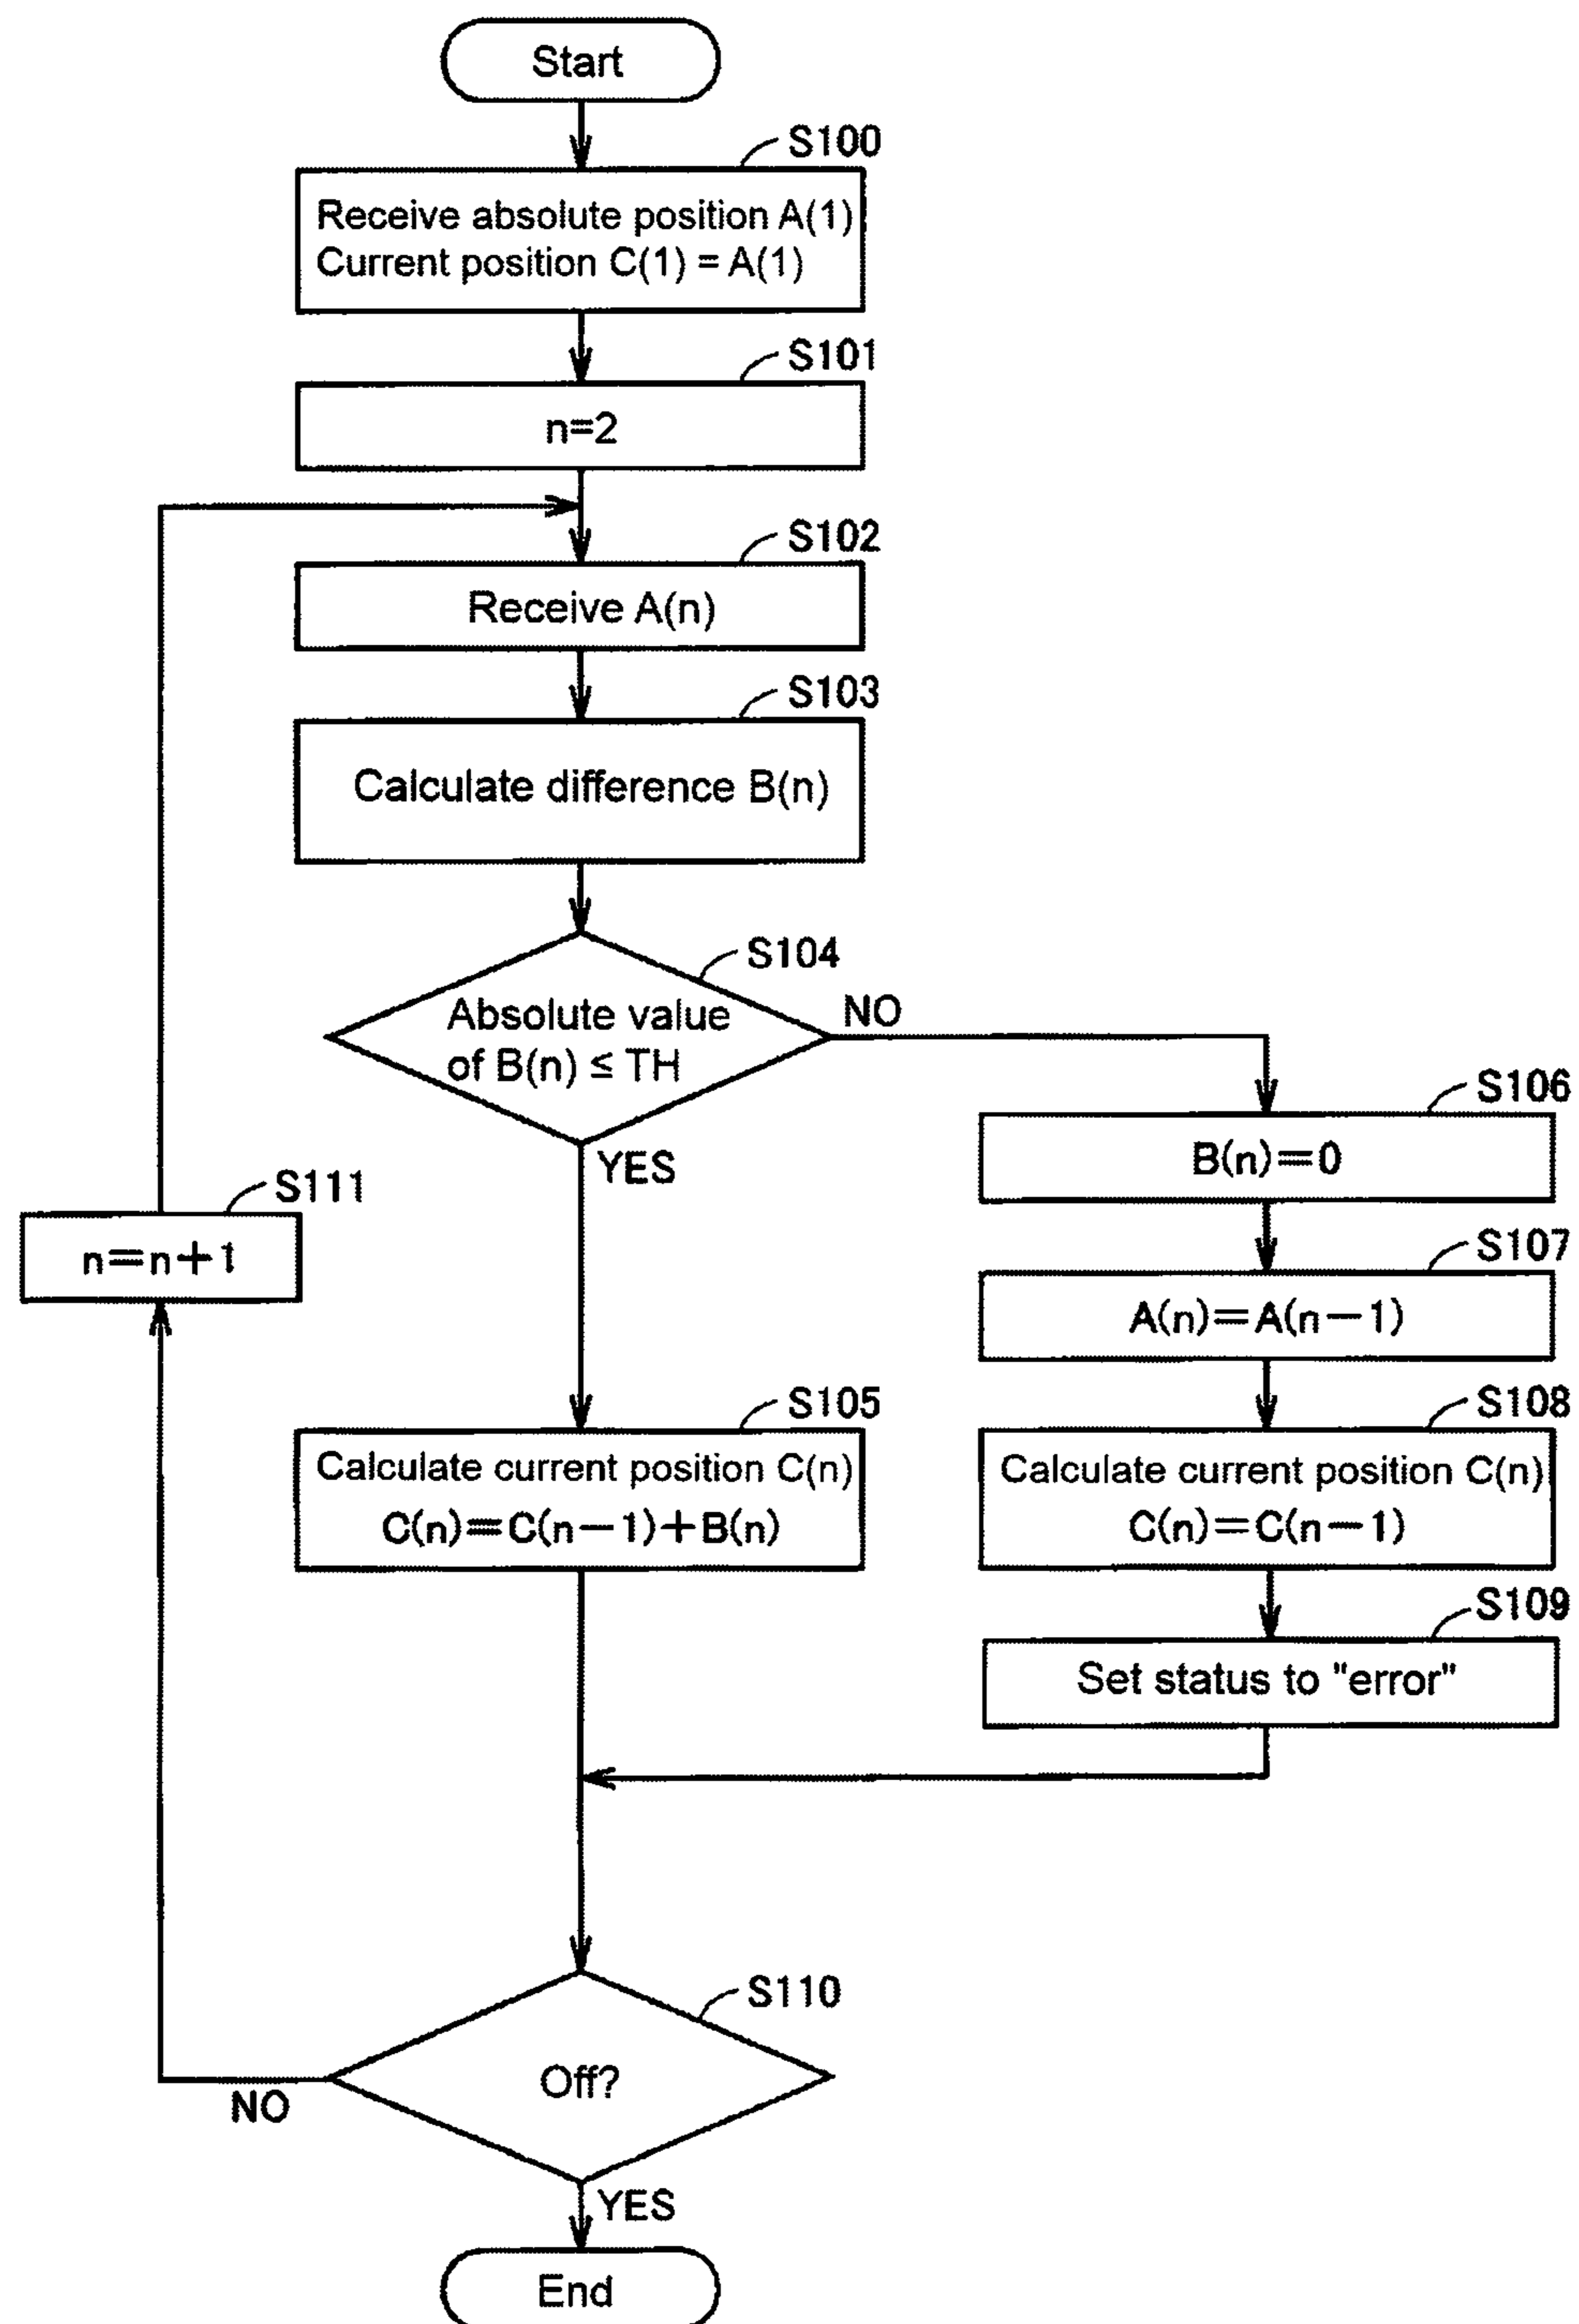 Start
S100
Receive absolute position A(1)
Current position C(1) = A(1)
S101
n=2
S102
Receive A(n)
S103
Calculate difference B(n)
S104
Absolute value
of B(n) ≤ TH
NO
YES
S106
B(n)=0
S107
A(n)=A(n-1)
S111
n=n+1
S105
Calculate current position C(n)
C(n)=C(n-1)+B(n)
S108
Calculate current position C(n)
C(n)=C(n-1)
S109
Set status to "error"
S110
Off?
NO
YES
End